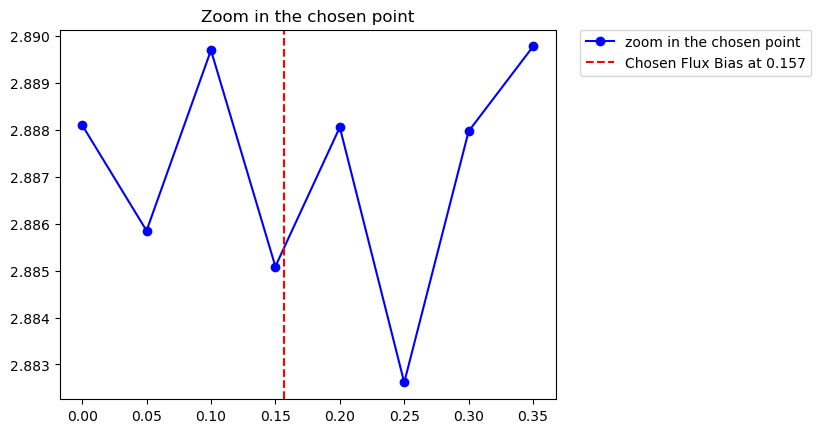 Zoom in the chosen point
2.890
2.889
2.888
2.887
2.886
2.885
2.884
2.883
0.00 0.05 0.10 0.15 0.20 0.25 0.30 0.35
zoom in the chosen point
Chosen Flux Bias at 0.157